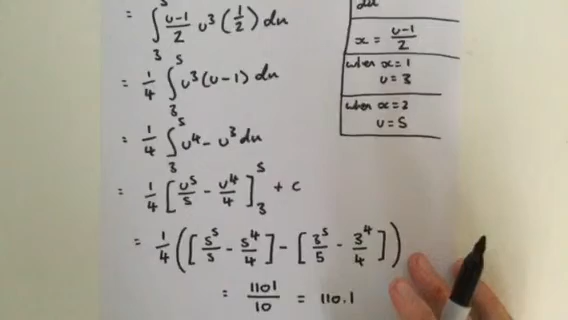 = ∫₃⁵ (u-1)/2 u³ (1/2) du
du
x = (u-1)/2
= 1/4 ∫₃⁵ u³(u-1) du
when x=1
u=3
when x=2
u=5
= 1/4 ∫₃⁵ u⁴ - u³ du
= 1/4 [u⁵/5 - u⁴/4]₃⁵ + c
= 1/4 ([5⁵/5 - 5⁴/4] - [3⁵/5 - 3⁴/4])
= 1101/10 = 110.1